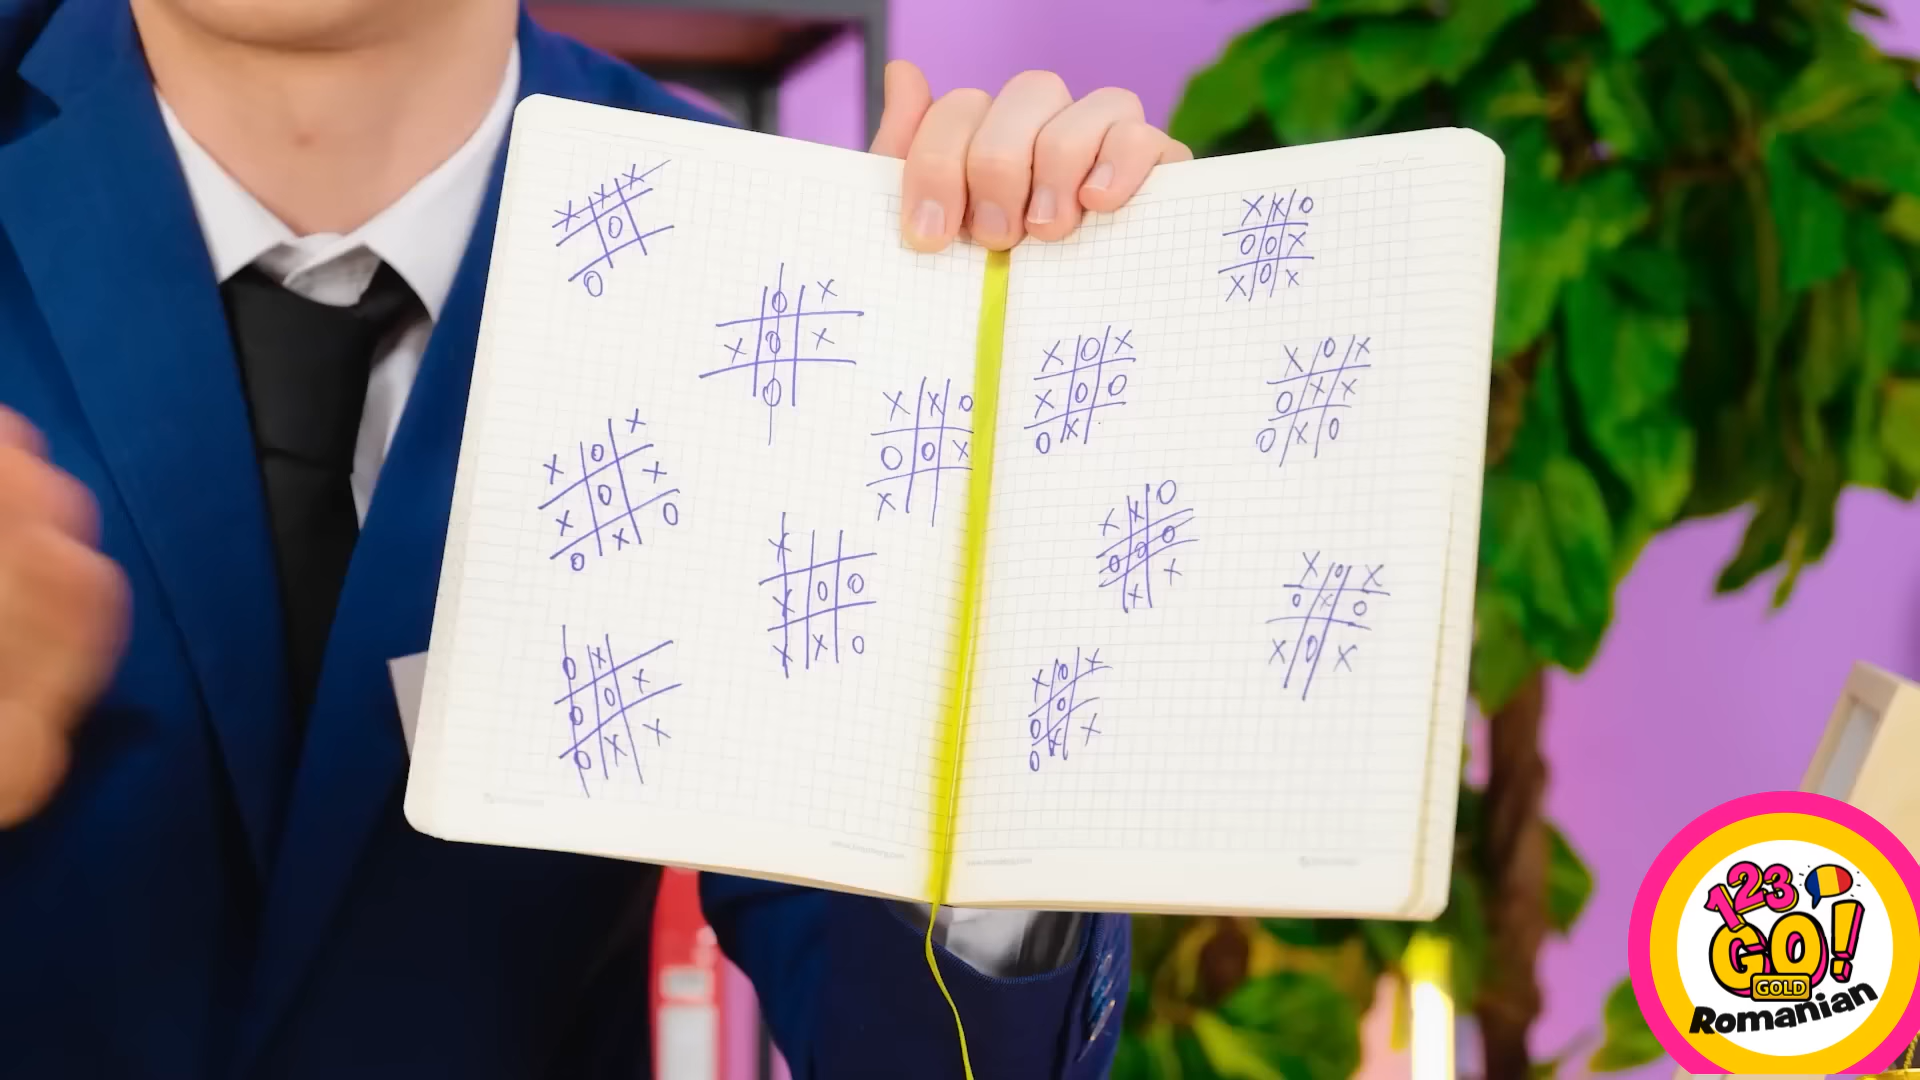 X X X
O
O
O X
X O X
O
X X O
O O X
X
X O X
X O X
O X O
X
X O O
X X O
O X
O O X
O X X
X X O
O O X
X O X
X O X
X O O
O X
X O X
O X X
O X O
X X O
O O O
X X
X O X
O X O
X O X
X O X
O O
O X X
123
GO!
GOLD
Romanian